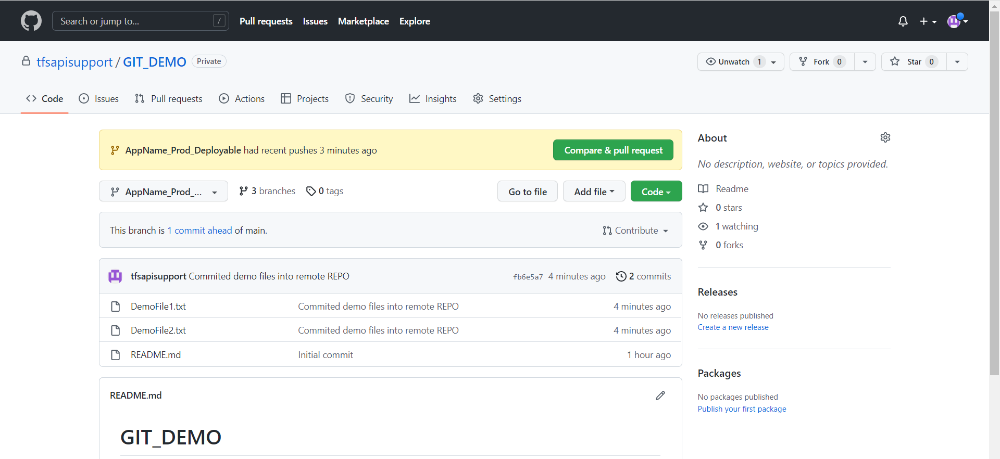 Search or jump to... /
Pull requests Issues Marketplace Explore
tfsapisupport / GIT_DEMO Private
Unwatch 1 Fork 0 Star 0
Code Issues Pull requests Actions Projects Security Insights Settings
AppName_Prod_Deployable had recent pushes 3 minutes ago
Compare & pull request
AppName_Prod_... 3 branches 0 tags
Go to file Add file Code
This branch is 1 commit ahead of main.
Contribute
tfsapisupport Commited demo files into remote REPO fb6e5a7 4 minutes ago 2 commits
DemoFile1.txt Commited demo files into remote REPO 4 minutes ago
DemoFile2.txt Commited demo files into remote REPO 4 minutes ago
README.md Initial commit 1 hour ago
README.md
GIT_DEMO
About
No description, website, or topics provided.
Readme
0 stars
1 watching
0 forks
Releases
No releases published
Create a new release
Packages
No packages published
Publish your first package